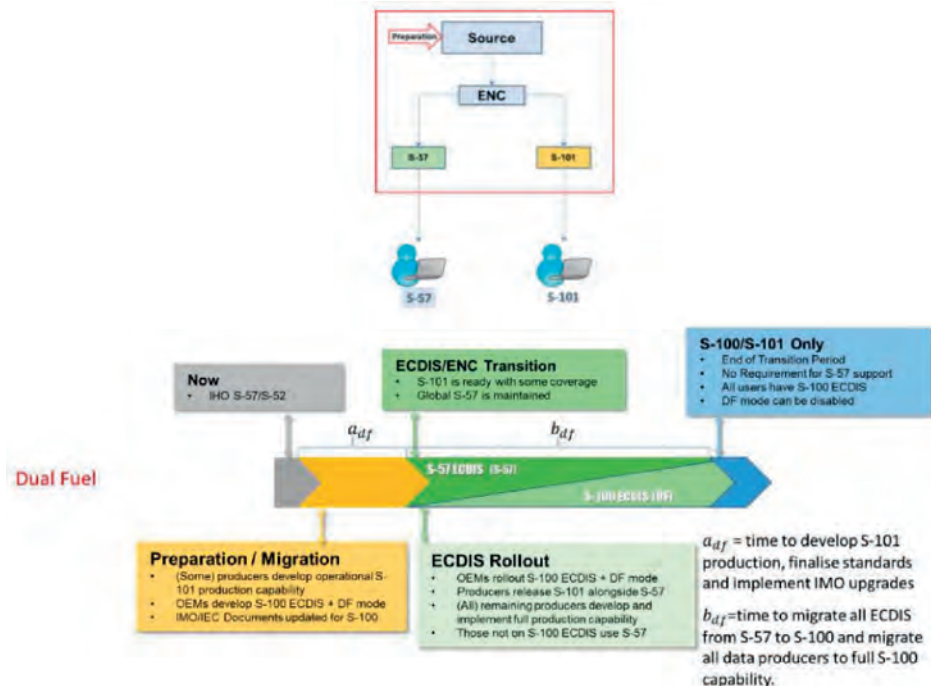 Preparation
Source
ENC
S-57
S-101
S-57
S-101
S-100/S-101 Only
• End of Transition Period
• No Requirement for S-57 support
• All users have S-100 ECDIS
• DF mode can be disabled
ECDIS/ENC Transition
• S-101 is ready with some coverage
• Global S-57 is maintained
Now
• IHO S-57/S-52
a_df
b_df
Dual Fuel
S-57 ECDIS (S-57)
S-100 ECDIS (DF)
Preparation / Migration
• (Some) producers develop operational S-
101 production capability
• OEMs develop S-100 ECDIS + DF mode
• IMO/IEC Documents updated for S-100
ECDIS Rollout
• OEMs rollout S-100 ECDIS + DF mode
• Producers release S-101 alongside S-57
• (All) remaining producers develop and
implement full production capability
• Those not on S-100 ECDIS use S-57
a_df = time to develop S-101
production, finalise standards
and implement IMO upgrades
b_df=time to migrate all ECDIS
from S-57 to S-100 and migrate
all data producers to full S-100
capability.